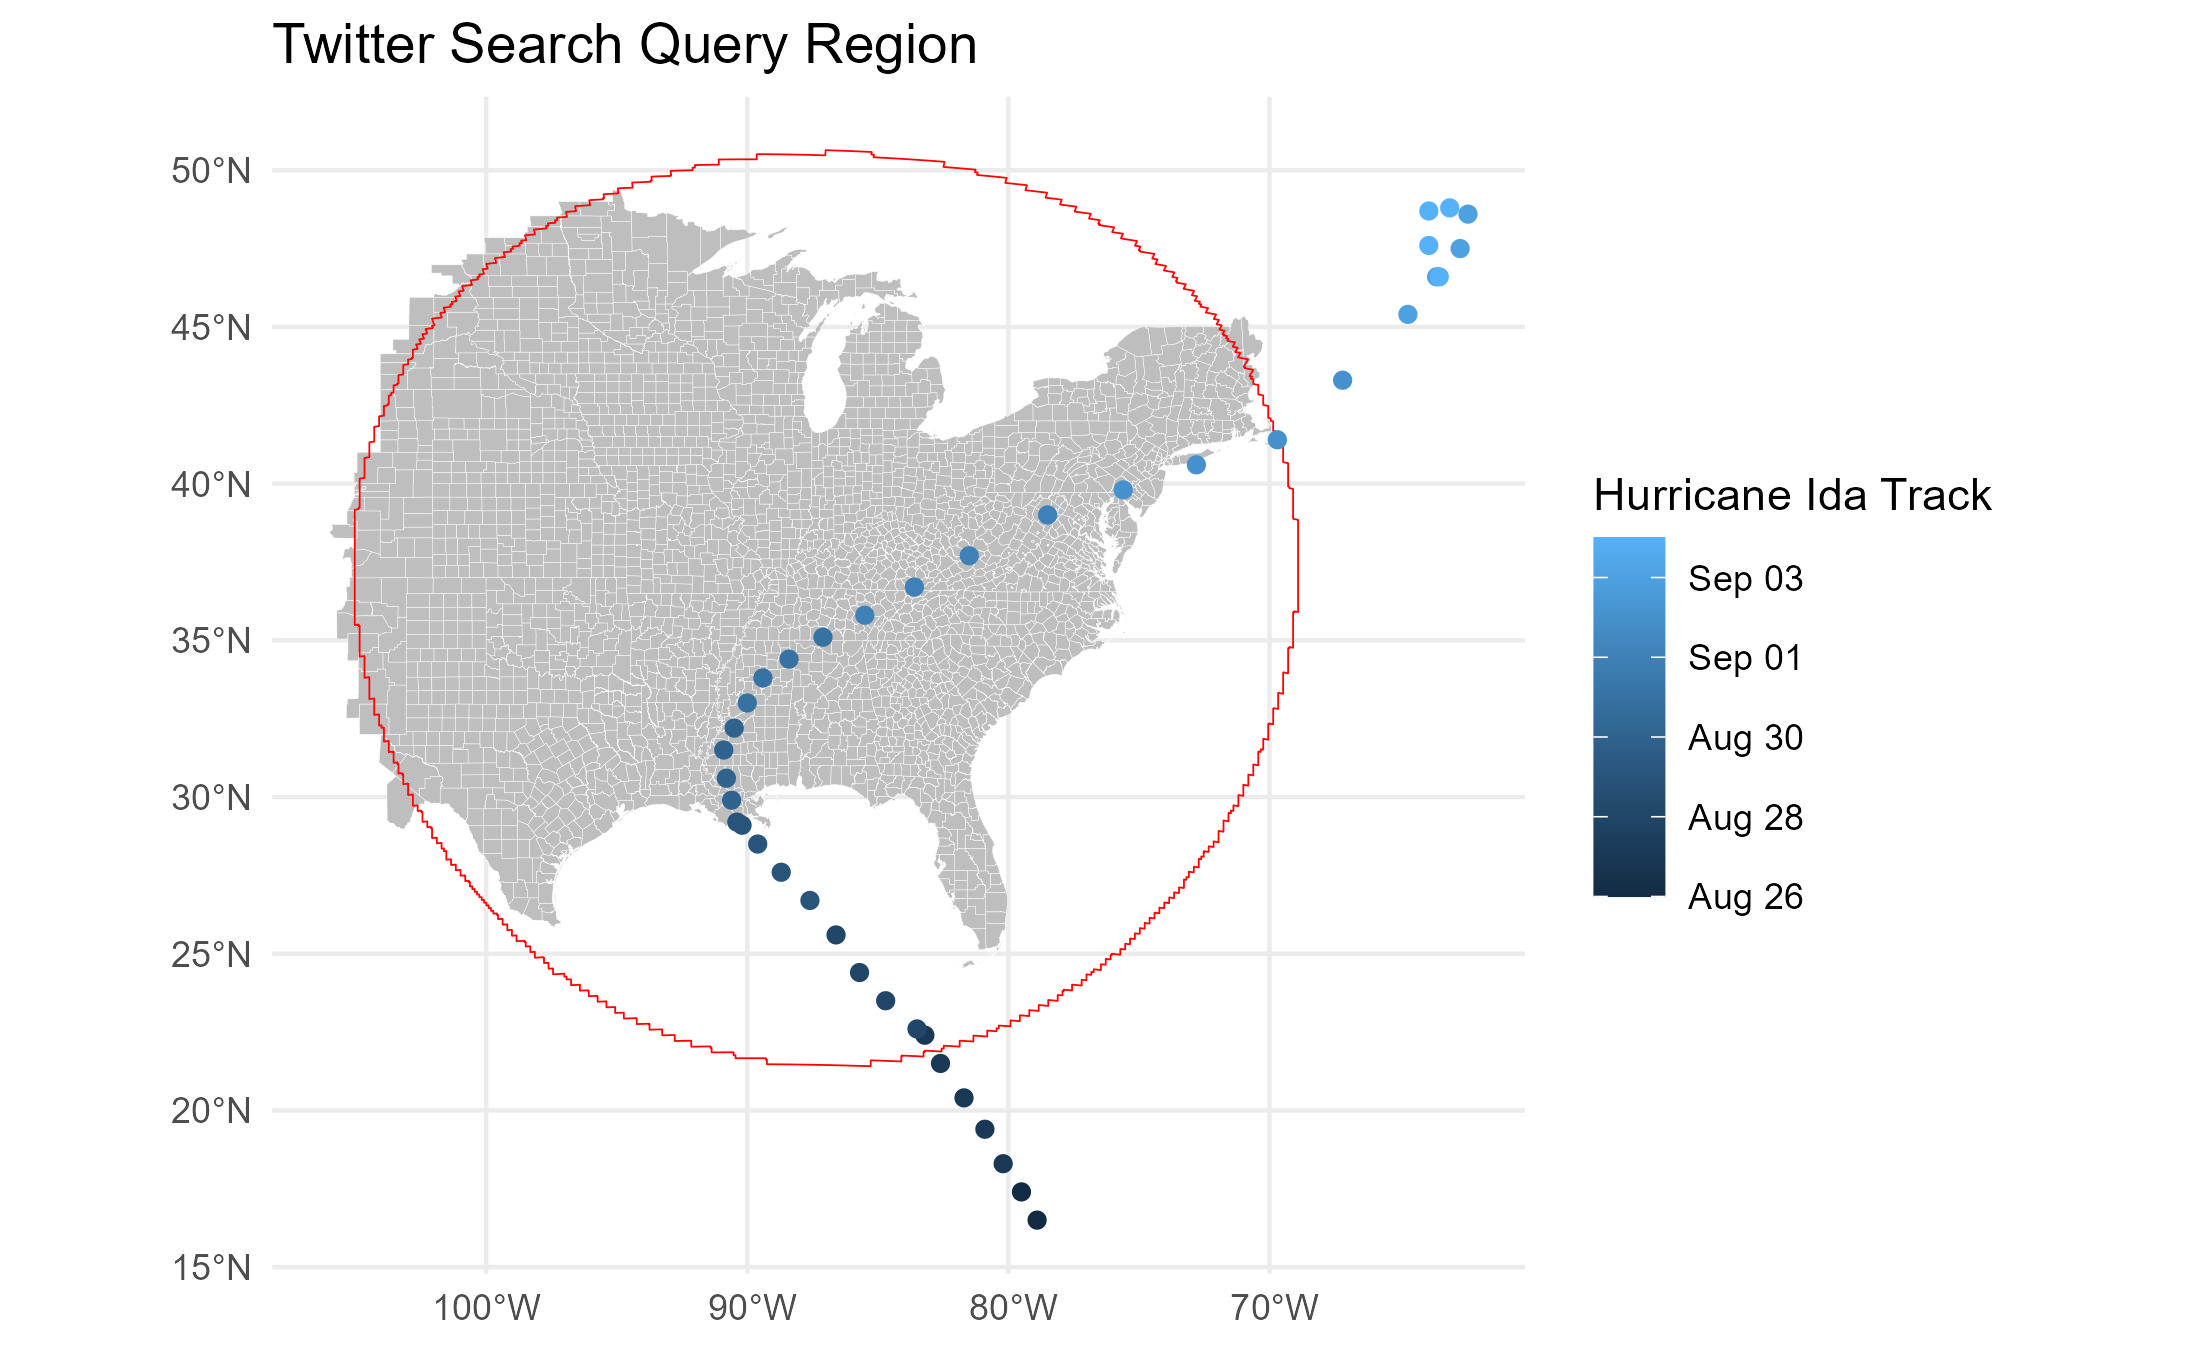 Twitter Search Query Region
50°N
45°N
40°N
35°N
30°N
25°N
20°N
15°N
100°W
90°W
80°W
70°W
Hurricane Ida Track
Sep 03
Sep 01
Aug 30
Aug 28
Aug 26